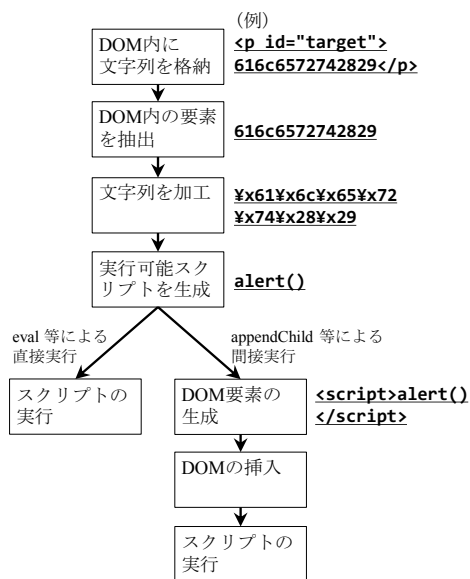 (例)
DOM内に
文字列を格納
<p id="target">
616c6572742829</p>
DOM内の要素
を抽出
616c6572742829
文字列を加工
¥x61¥x6c¥x65¥x72
¥x74¥x28¥x29
実行可能スク
リプトを生成
alert()
eval 等による
直接実行
appendChild 等による
間接実行
スクリプトの
実行
DOM要素の
生成
<script>alert()
</script>
DOMの挿入
スクリプトの
実行